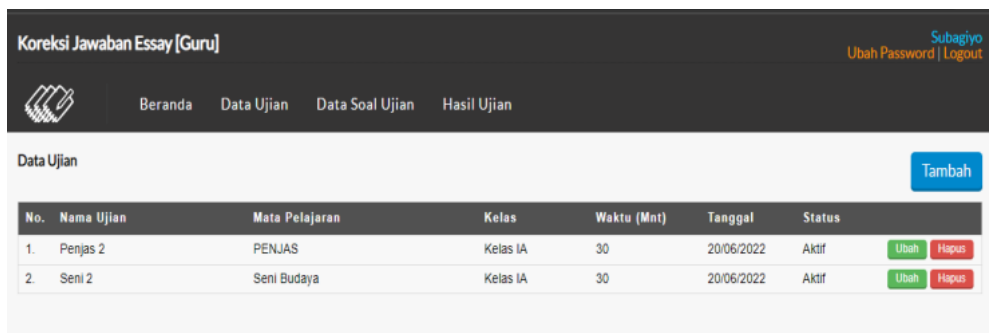 Koreksi Jawaban Essay [Guru]
Subagiyo
Ubah Password | Logout
Beranda Data Ujian Data Soal Ujian Hasil Ujian
Data Ujian
Tambah
No. Nama Ujian Mata Pelajaran Kelas Waktu (Mnt) Tanggal Status
1. Penjas 2 PENJAS Kelas IA 30 20/06/2022 Aktif Ubah Hapus
2. Seni 2 Seni Budaya Kelas IA 30 20/06/2022 Aktif Ubah Hapus